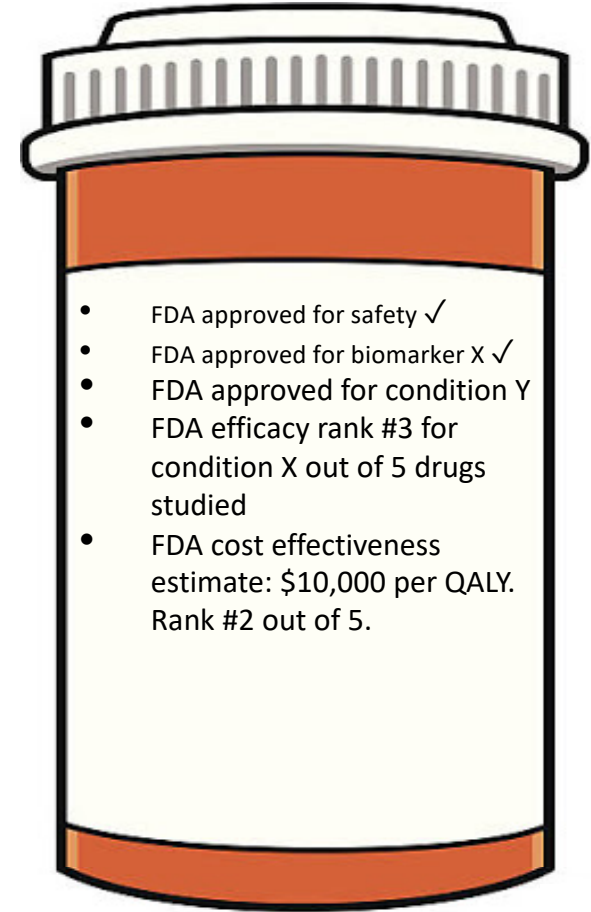 • FDA approved for safety ✓
• FDA approved for biomarker X ✓
• FDA approved for condition Y
• FDA efficacy rank #3 for
condition X out of 5 drugs
studied
• FDA cost effectiveness
estimate: $10,000 per QALY.
Rank #2 out of 5.